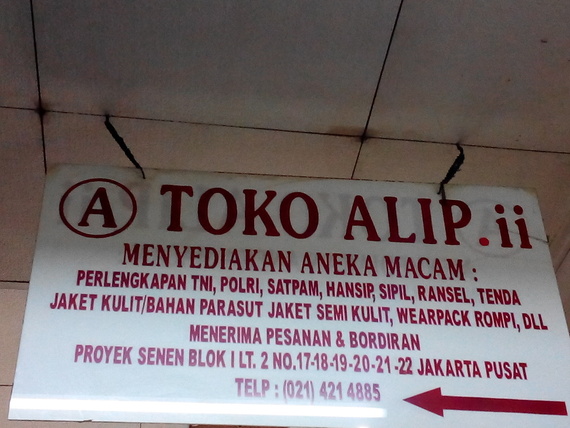 A TOKO ALIP.ii
MENYEDIAKAN ANEKA MACAM :
PERLENGKAPAN TNI, POLRI, SATPAM, HANSIP, SIPIL, RANSEL, TENDA
JAKET KULIT/BAHAN PARASUT JAKET SEMI KULIT, WEARPACK ROMPI, DLL
MENERIMA PESANAN & BORDIRAN
PROYEK SENEN BLOK I LT. 2 NO.17-18-19-20-21-22 JAKARTA PUSAT
TELP : (021) 421 4885